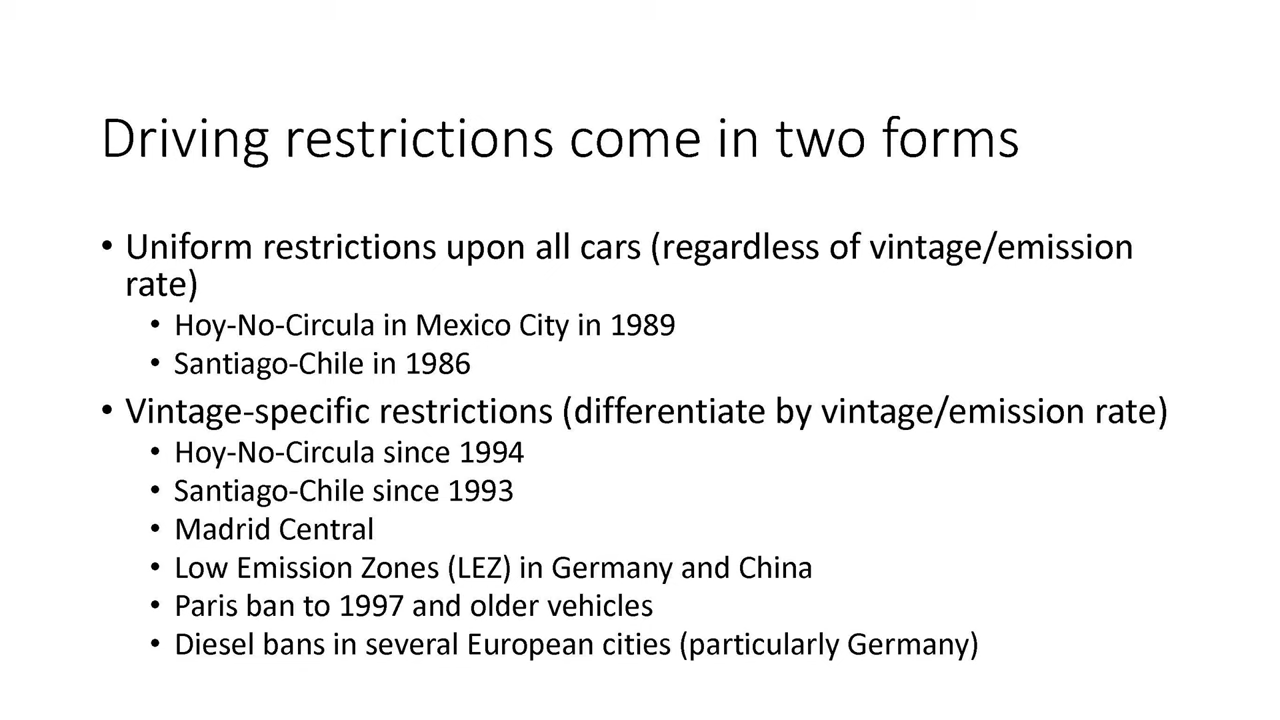 Driving restrictions come in two forms
• Uniform restrictions upon all cars (regardless of vintage/emission
rate)
• Hoy-No-Circula in Mexico City in 1989
• Santiago-Chile in 1986
• Vintage-specific restrictions (differentiate by vintage/emission rate)
• Hoy-No-Circula since 1994
• Santiago-Chile since 1993
• Madrid Central
• Low Emission Zones (LEZ) in Germany and China
• Paris ban to 1997 and older vehicles
• Diesel bans in several European cities (particularly Germany)